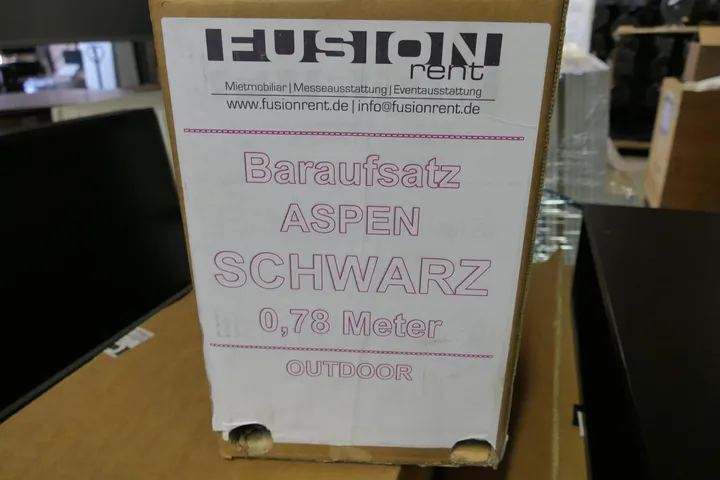 FUSION
rent
Mietmobiliar | Messeausstattung | Eventausstattung
www.fusionrent.de | info@fusionrent.de
Baraufsatz
ASPEN
SCHWARZ
0,78 Meter
OUTDOOR